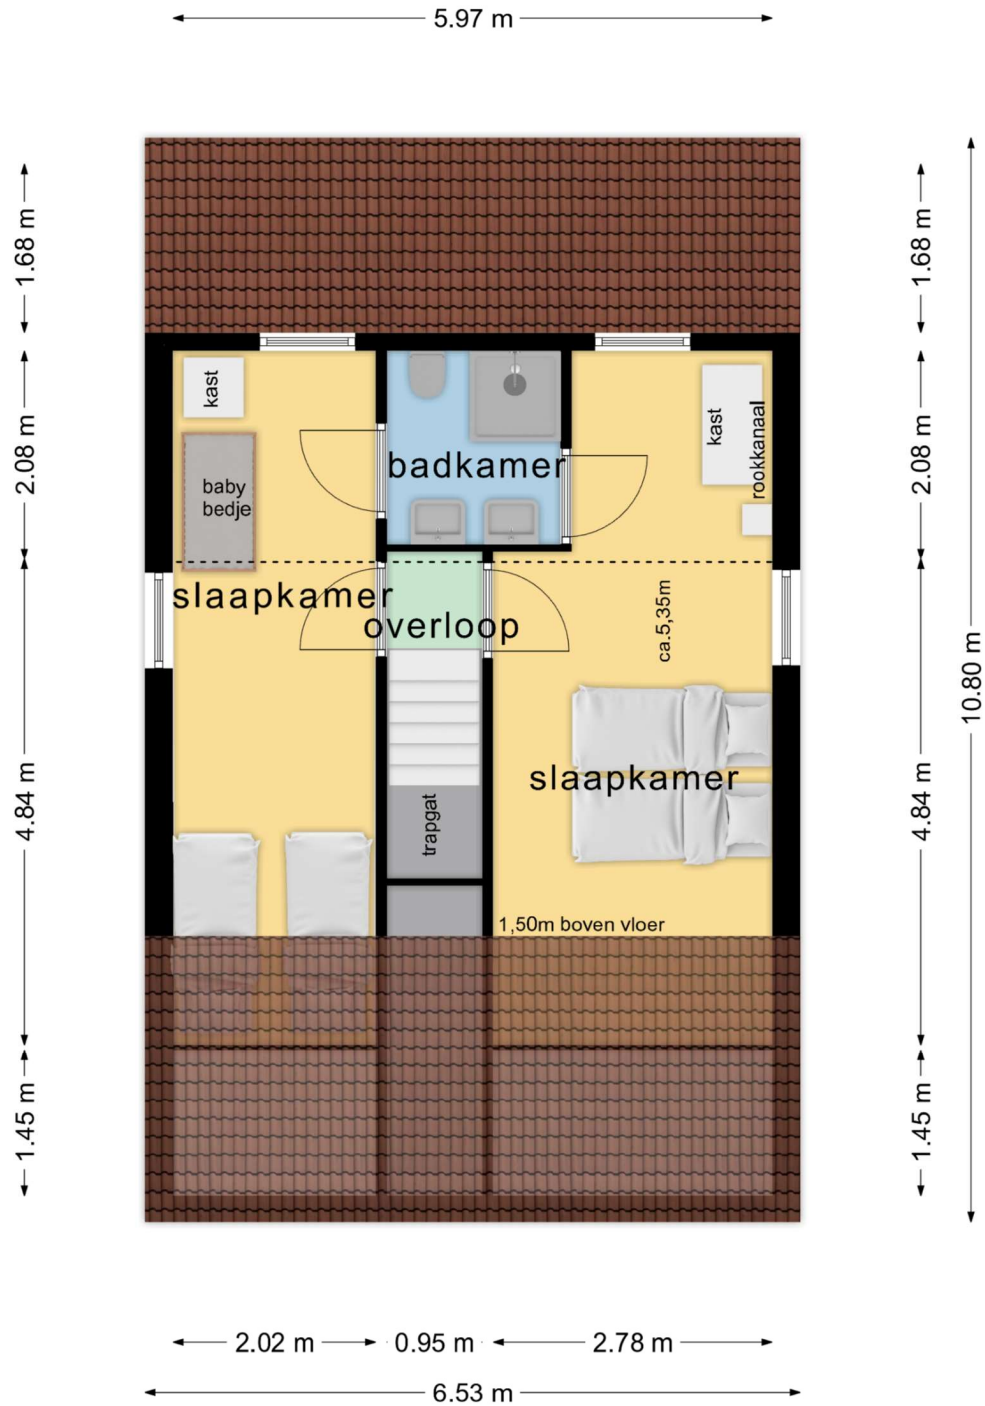 5.97 m
1.68 m
1.68 m
kast
kast
rookkanaal
2.08 m
2.08 m
badkamer
baby
bedje
slaapkamer
overloop
ca.5,35m
10.80 m
slaapkamer
4.84 m
4.84 m
trapgat
1,50m boven vloer
1.45 m
1.45 m
2.02 m
0.95 m
2.78 m
6.53 m